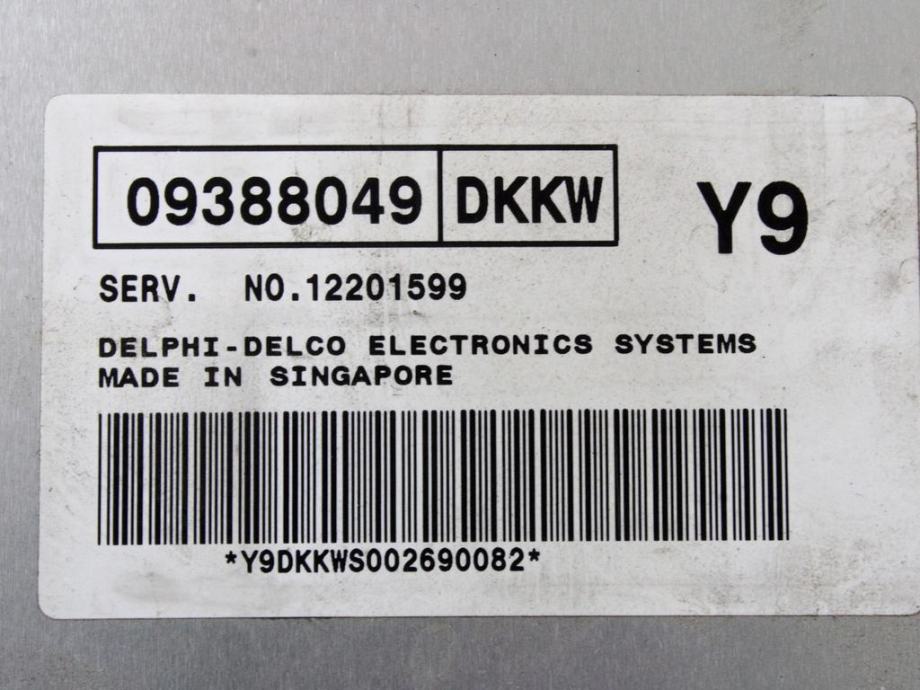 09388049 DKKW Y9
SERV. NO.12201599
DELPHI-DELCO ELECTRONICS SYSTEMS
MADE IN SINGAPORE
*Y9DKKWS002690082*